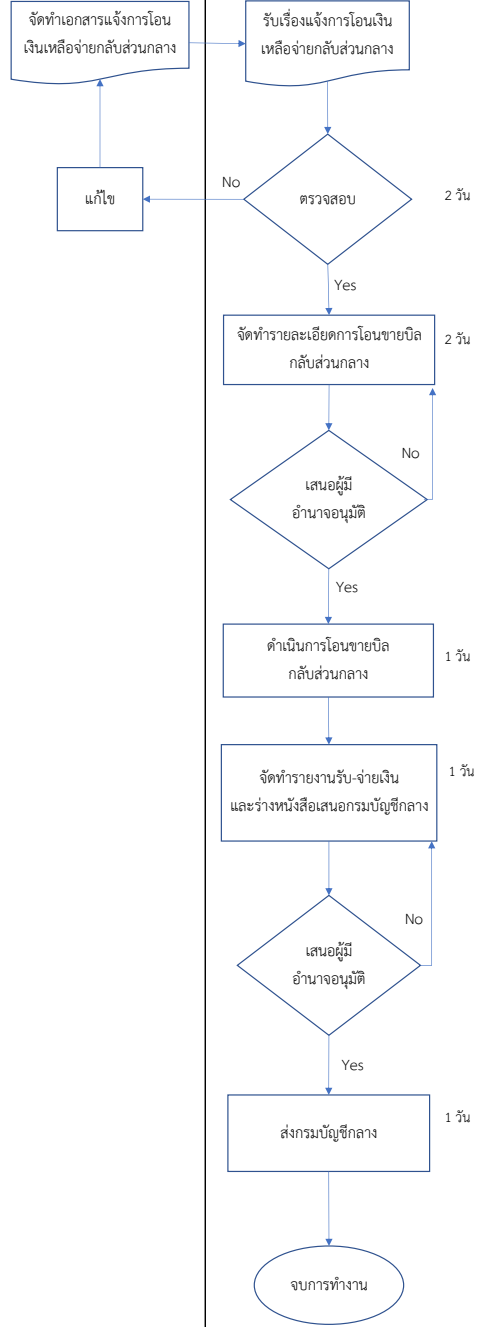 จัดทำเอกสารแจ้งการโอน
เงินเหลือจ่ายกลับส่วนกลาง
รับเรื่องแจ้งการโอนเงิน
เหลือจ่ายกลับส่วนกลาง
แก้ไข
No
ตรวจสอบ
2 วัน
Yes
จัดทำรายละเอียดการโอนขายบิล
กลับส่วนกลาง
2 วัน
No
เสนอผู้มี
อำนาจอนุมัติ
Yes
ดำเนินการโอนขายบิล
กลับส่วนกลาง
1 วัน
จัดทำรายงานรับ-จ่ายเงิน
และร่างหนังสือเสนอกรมบัญชีกลาง
1 วัน
No
เสนอผู้มี
อำนาจอนุมัติ
Yes
ส่งกรมบัญชีกลาง
1 วัน
จบการทำงาน